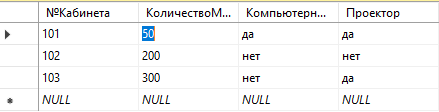 №Кабинета КоличествоМ... Компьютерн... Проектор
101 50 да да
102 200 нет нет
103 300 нет да
NULL NULL NULL NULL